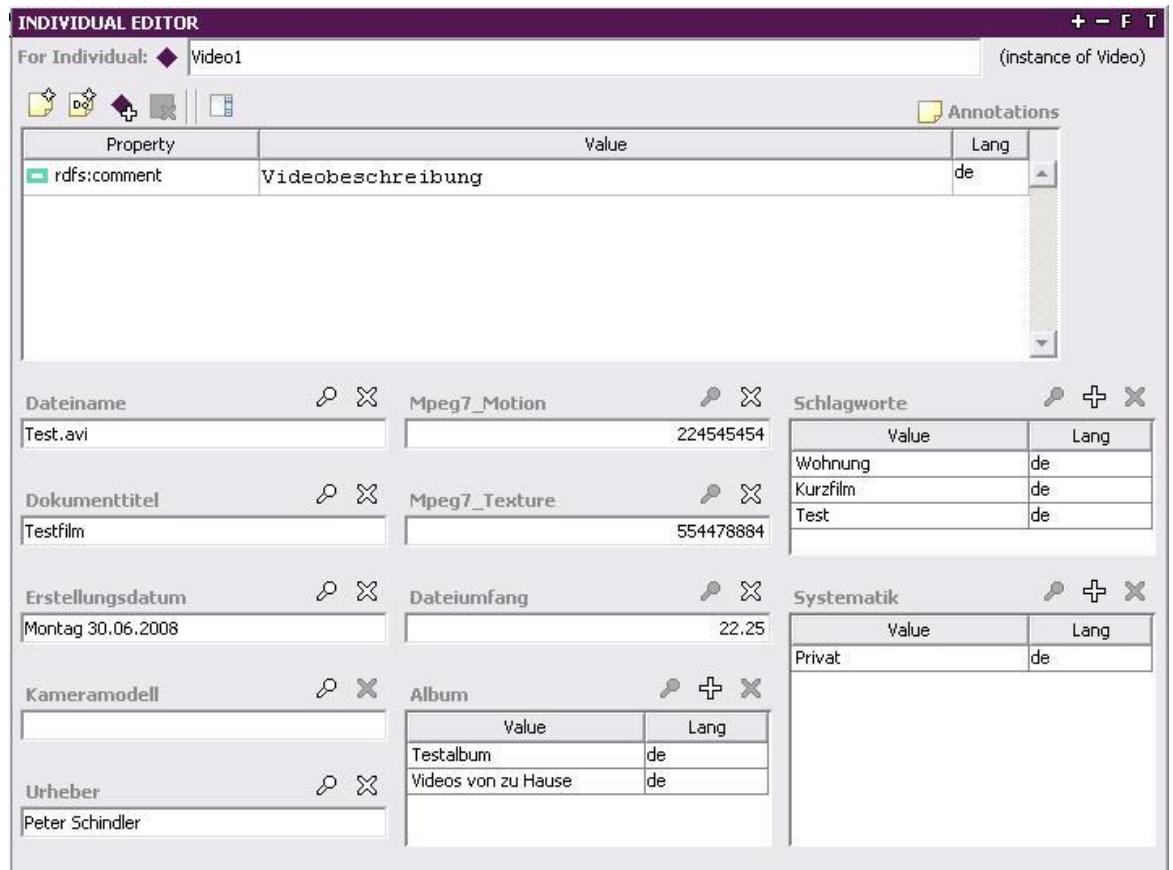 INDIVIDUAL EDITOR + − F T
For Individual: Video1 (instance of Video)
Annotations
Property Value Lang
rdfs:comment Videobeschreibung de
Dateiname
Test.avi
Dokumenttitel
Testfilm
Erstellungsdatum
Montag 30.06.2008
Kameramodell
Urheber
Peter Schindler
Mpeg7_Motion
224545454
Mpeg7_Texture
554478884
Dateiumfang
22.25
Album
Value Lang
Testalbum de
Videos von zu Hause de
Schlagworte
Value Lang
Wohnung de
Kurzfilm de
Test de
Systematik
Value Lang
Privat de